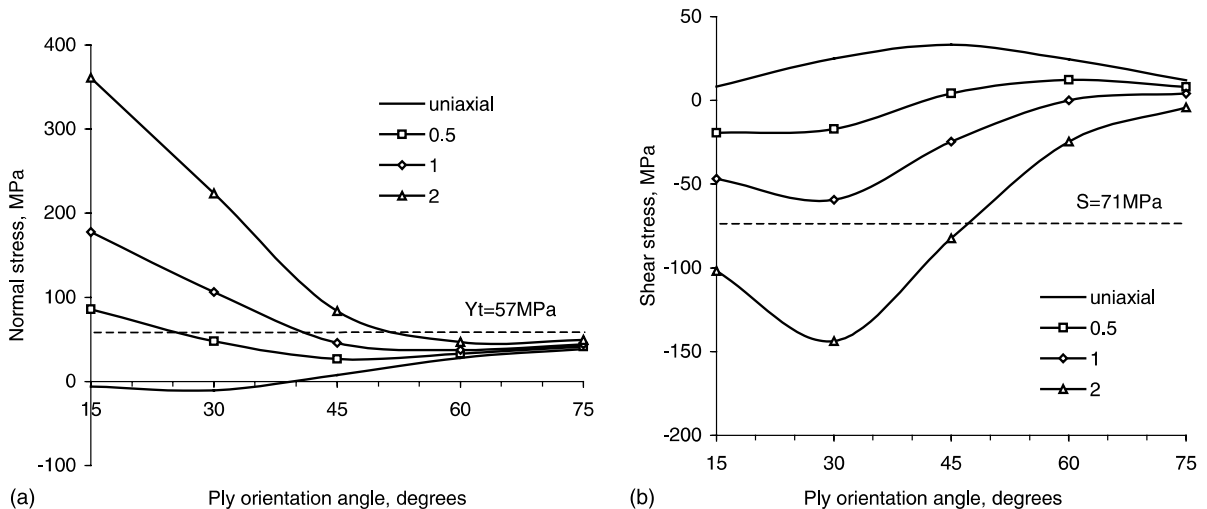 400
300
200
100
0
-100
15
30
45
60
75
Normal stress, MPa
uniaxial
0.5
1
2
Yt=57MPa
(a)
Ply orientation angle, degrees
50
0
-50
-100
-150
-200
15
30
45
60
75
Shear stress, MPa
S=71MPa
uniaxial
0.5
1
2
(b)
Ply orientation angle, degrees